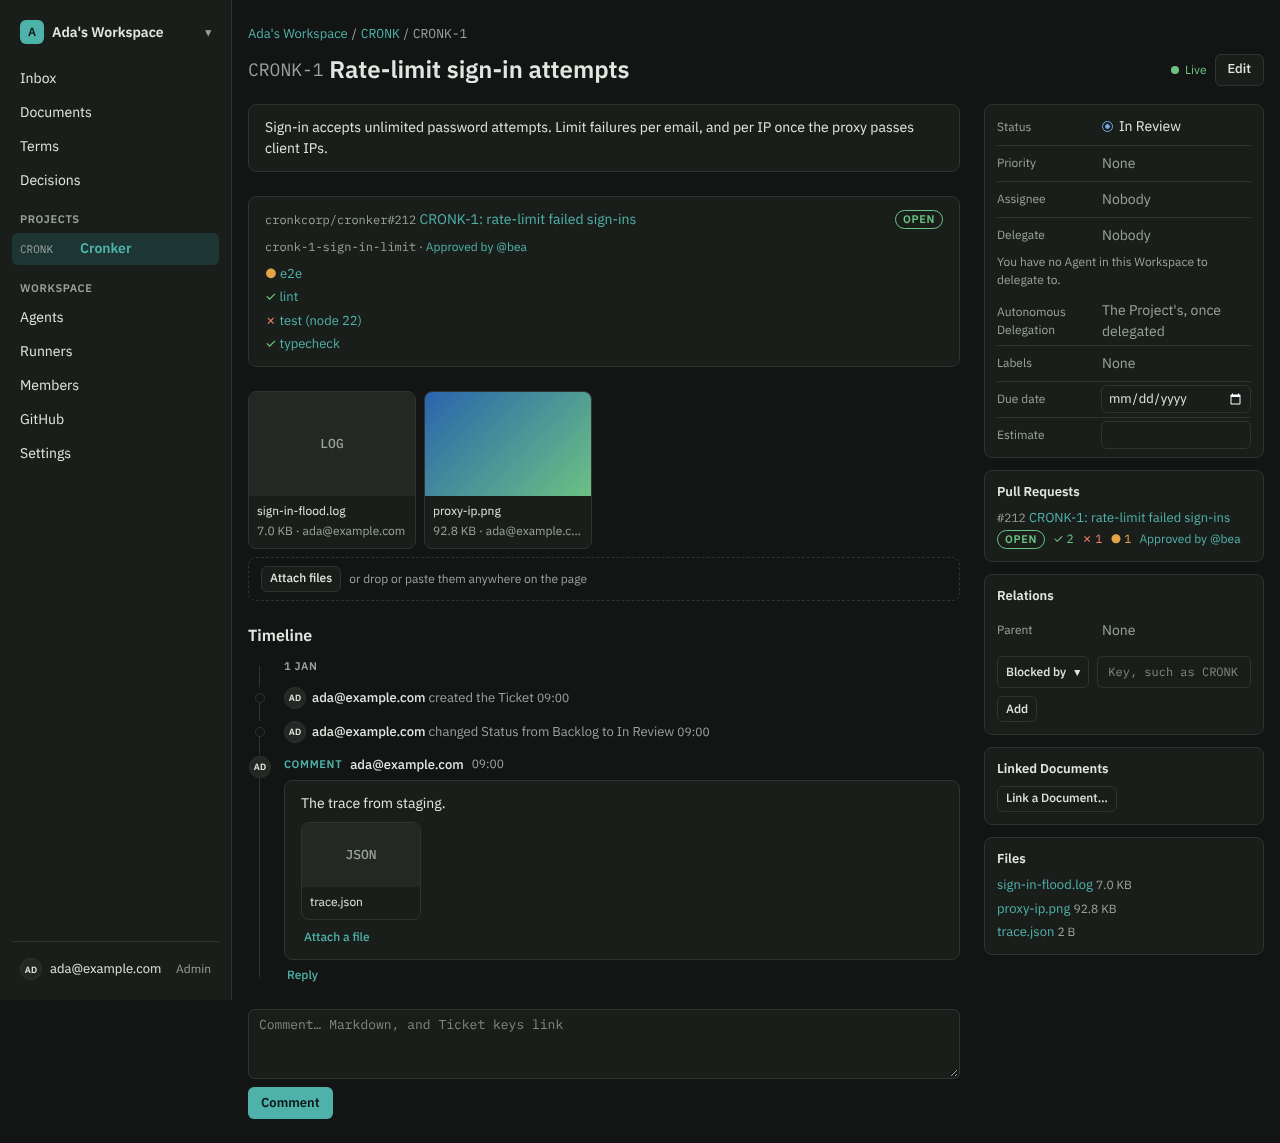 A Ada's Workspace ▾
Inbox
Documents
Terms
Decisions
PROJECTS
CRONK Cronker
WORKSPACE
Agents
Runners
Members
GitHub
Settings
AD ada@example.com Admin
Ada's Workspace / CRONK / CRONK-1
CRONK-1 Rate-limit sign-in attempts
Live Edit
Sign-in accepts unlimited password attempts. Limit failures per email, and per IP once the proxy passes
client IPs.
cronkcorp/cronker#212 CRONK-1: rate-limit failed sign-ins OPEN
cronk-1-sign-in-limit · Approved by @bea
e2e
✓ lint
✕ test (node 22)
✓ typecheck
LOG
sign-in-flood.log
7.0 KB · ada@example.com
proxy-ip.png
92.8 KB · ada@example.c…
Attach files or drop or paste them anywhere on the page
Timeline
1 JAN
AD ada@example.com created the Ticket 09:00
AD ada@example.com changed Status from Backlog to In Review 09:00
AD COMMENT ada@example.com 09:00
The trace from staging.
JSON
trace.json
Attach a file
Reply
Comment… Markdown, and Ticket keys link
Comment
Status In Review
Priority None
Assignee Nobody
Delegate Nobody
You have no Agent in this Workspace to
delegate to.
Autonomous Delegation The Project's, once delegated
Labels None
Due date mm/dd/yyyy
Estimate
Pull Requests
#212 CRONK-1: rate-limit failed sign-ins
OPEN ✓ 2 ✕ 1 1 Approved by @bea
Relations
Parent None
Blocked by ▾ Key, such as CRONK
Add
Linked Documents
Link a Document…
Files
sign-in-flood.log 7.0 KB
proxy-ip.png 92.8 KB
trace.json 2 B